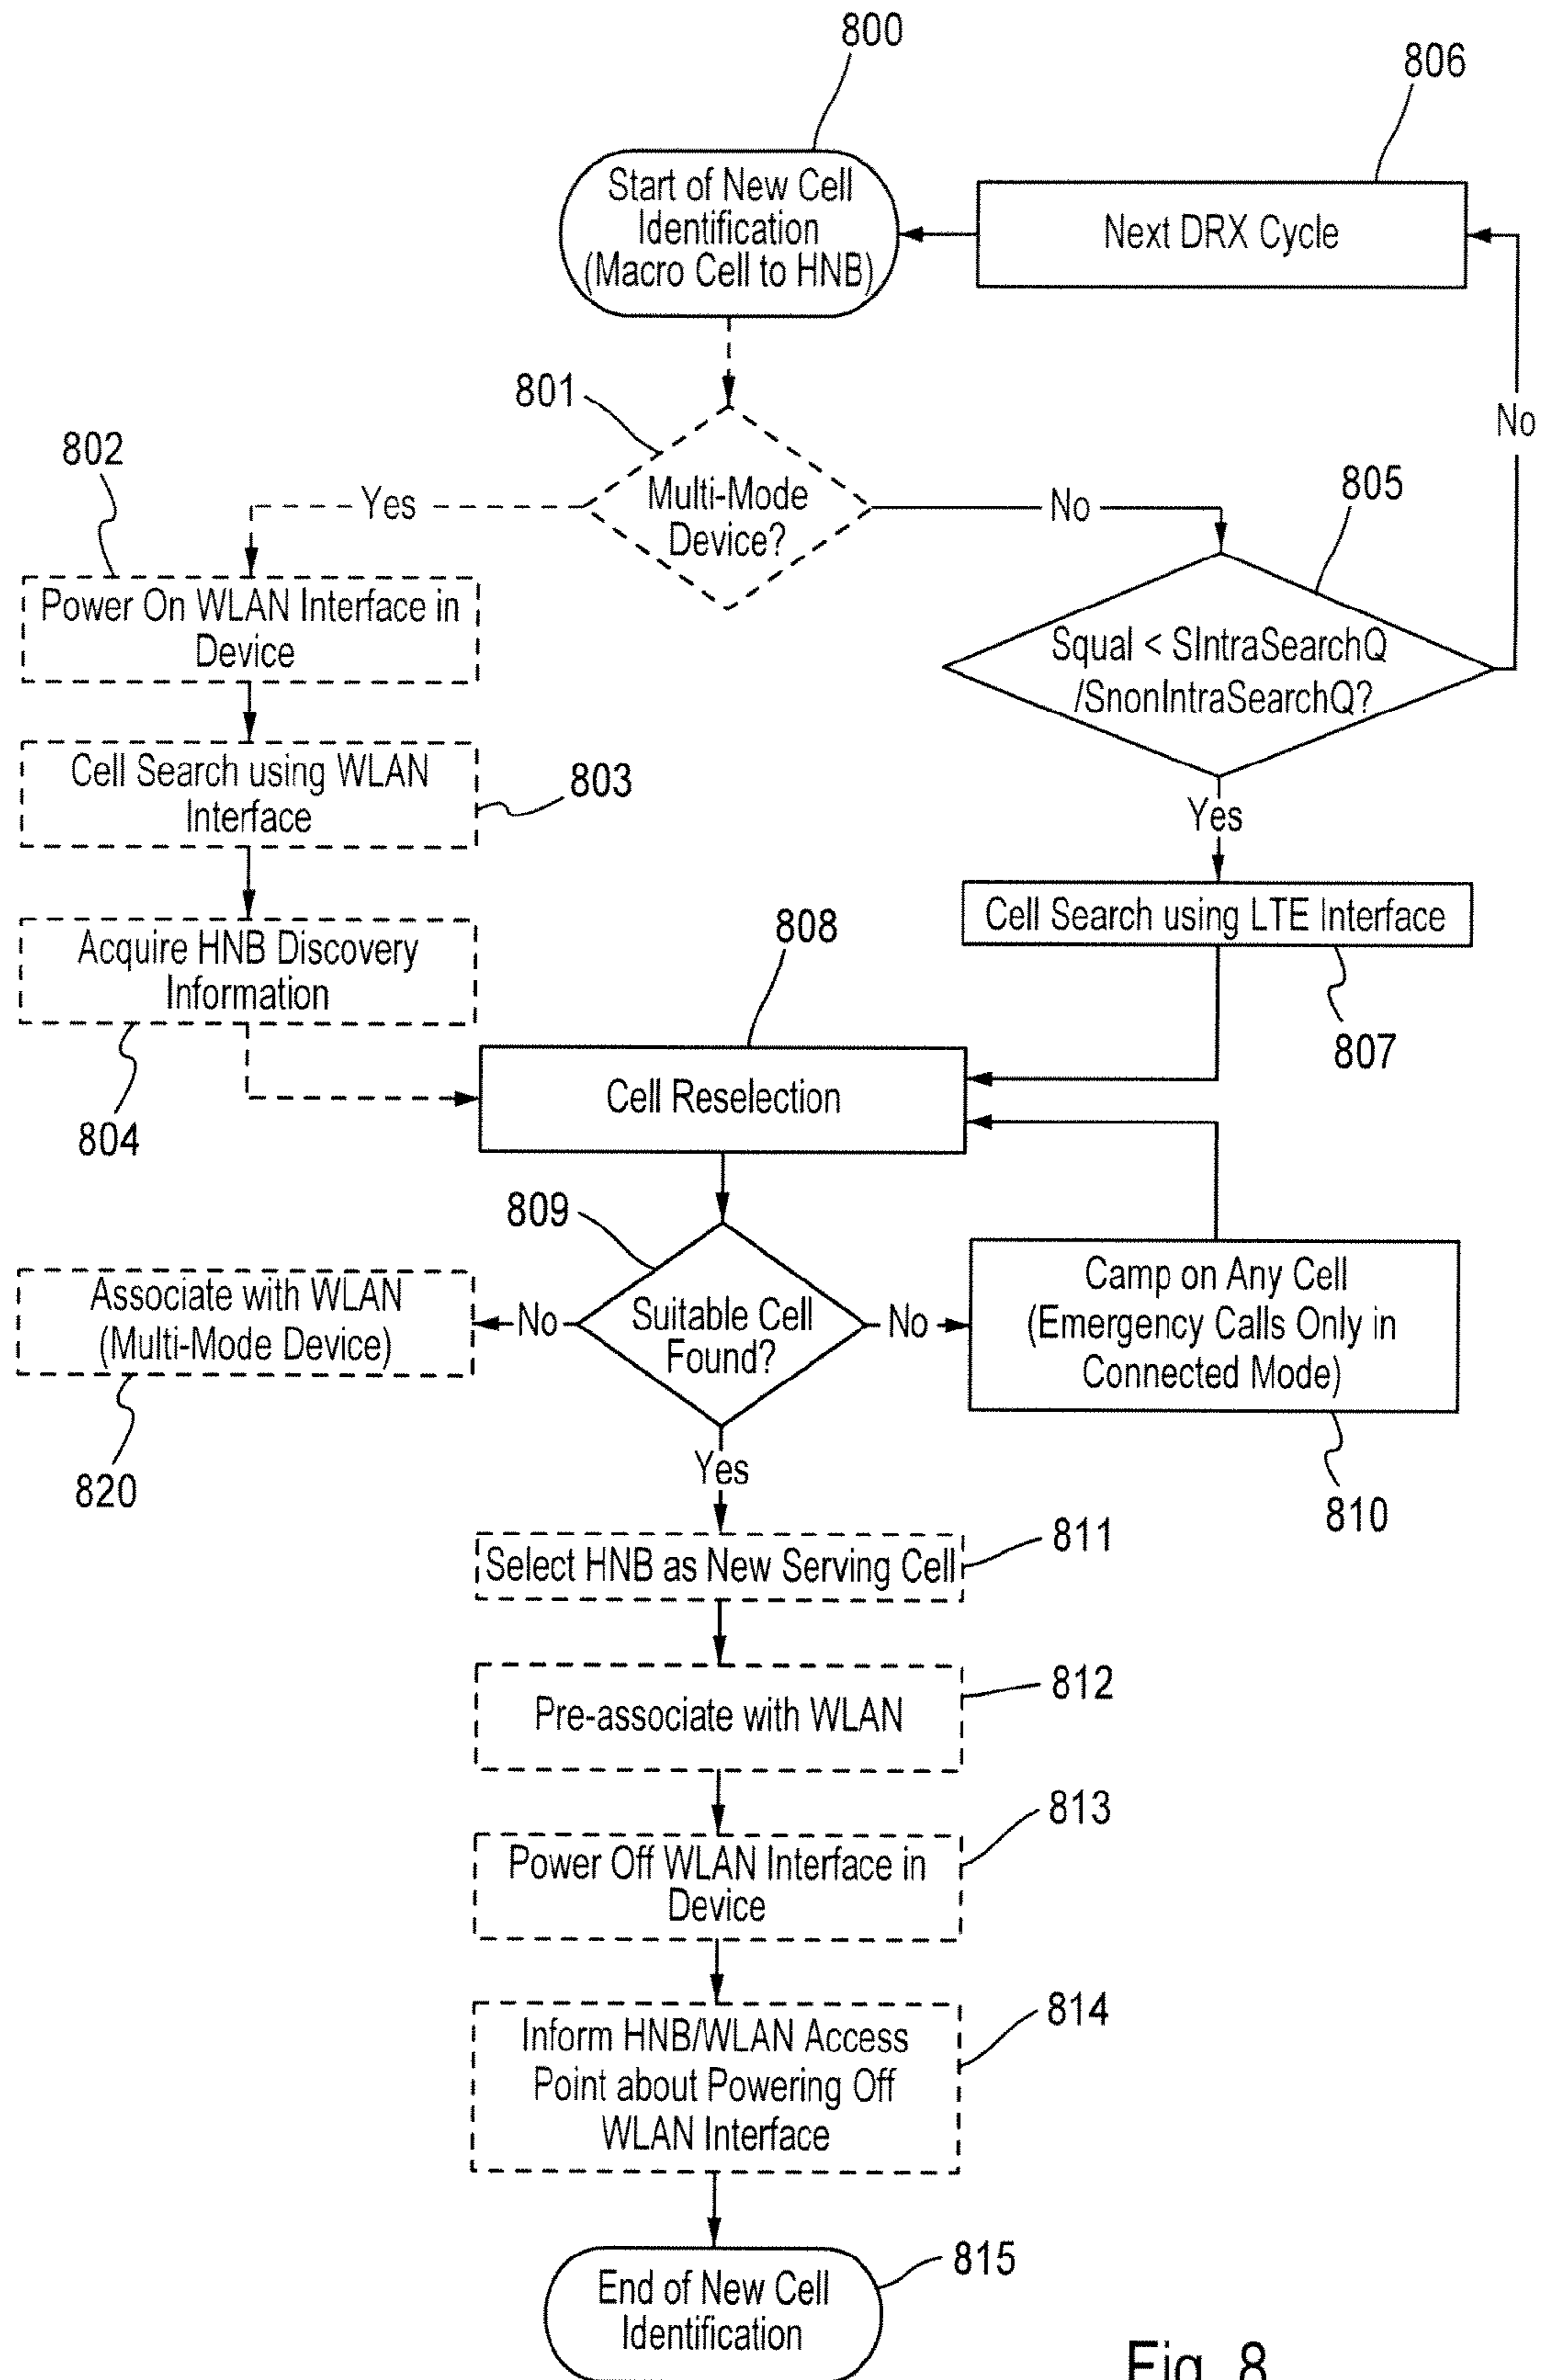 800
806
Start of New Cell
Identification
(Macro Cell to HNB)
Next DRX Cycle
801
No
802
805
Yes
Multi-Mode
Device?
No
Power On WLAN Interface in
Device
Squal < SIntraSearchQ
/SnonIntraSearchQ?
Cell Search using WLAN
Interface
803
Yes
Cell Search using LTE Interface
Acquire HNB Discovery
Information
808
807
804
Cell Reselection
809
Associate with WLAN
(Multi-Mode Device)
No
Suitable Cell
Found?
No
Camp on Any Cell
(Emergency Calls Only in
Connected Mode)
820
Yes
810
811
Select HNB as New Serving Cell
812
Pre-associate with WLAN
813
Power Off WLAN Interface in
Device
814
Inform HNB/WLAN Access
Point about Powering Off
WLAN Interface
815
End of New Cell
Identification
Fig. 8